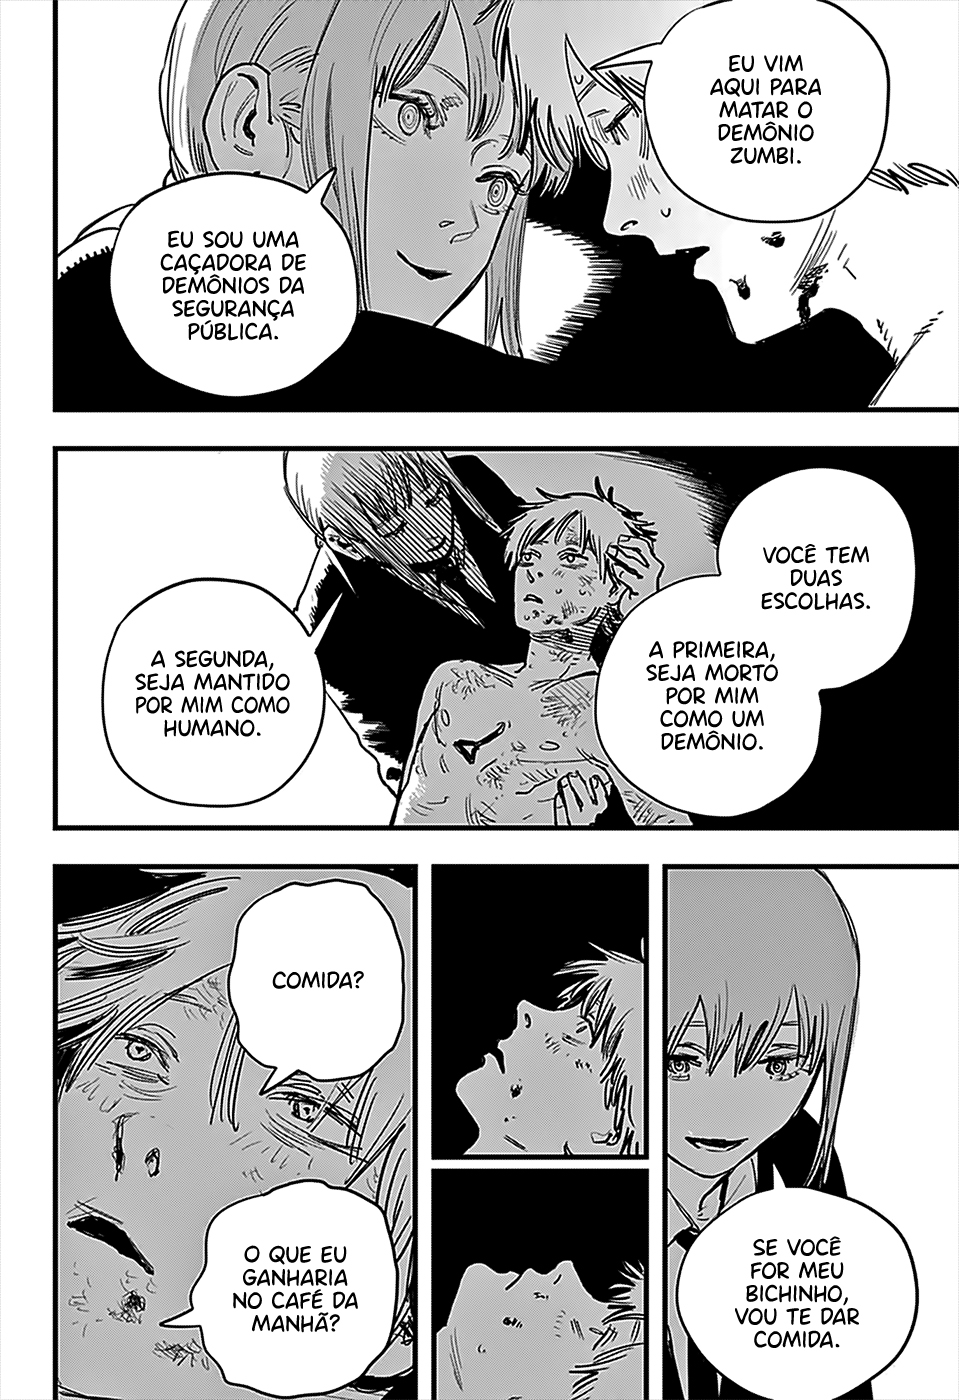 EU VIM
AQUI PARA
MATAR O
DEMÔNIO
ZUMBI.
EU SOU UMA
CAÇADORA DE
DEMÔNIOS DA
SEGURANÇA
PÚBLICA.
VOCÊ TEM
DUAS
ESCOLHAS.
A PRIMEIRA,
SEJA MORTO
POR MIM
COMO UM
DEMÔNIO.
A SEGUNDA,
SEJA MANTIDO
POR MIM COMO
HUMANO.
SE VOCÊ
FOR MEU
BICHINHO,
VOU TE DAR
COMIDA.
COMIDA?
O QUE EU
GANHARIA
NO CAFÉ DA
MANHÃ?